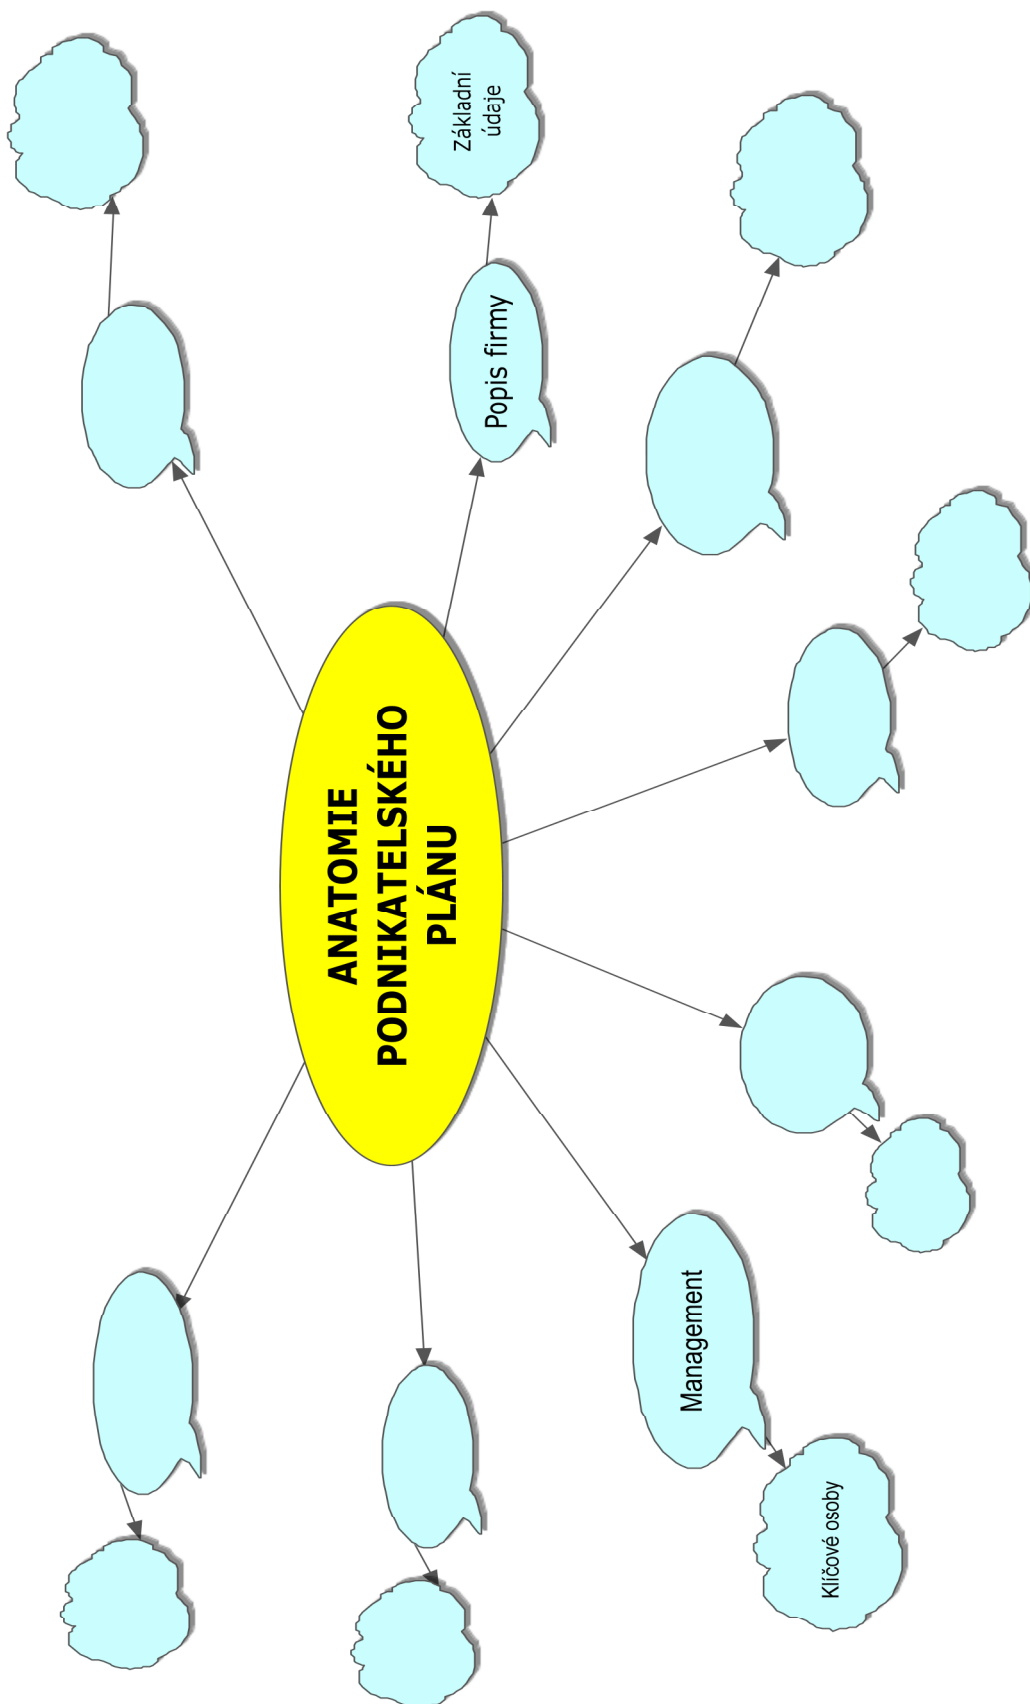 ANATOMIE
PODNIKATELSKÉHO
PLÁNU
Popis firmy
Základní
údaje
Management
Klíčové osoby